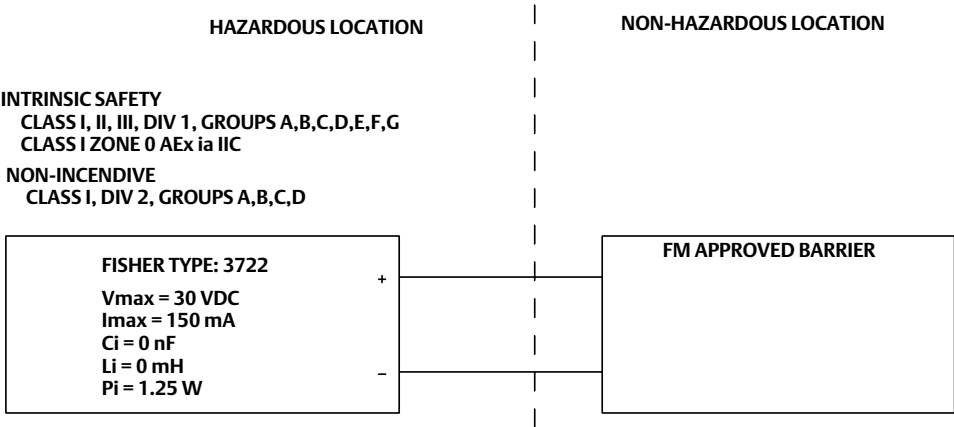 HAZARDOUS LOCATION
NON-HAZARDOUS LOCATION
INTRINSIC SAFETY
CLASS I, II, III, DIV 1, GROUPS A,B,C,D,E,F,G
CLASS I ZONE 0 AEx ia IIC
NON-INCENDIVE
CLASS I, DIV 2, GROUPS A,B,C,D
FISHER TYPE: 3722
+
Vmax = 30 VDC
Imax = 150 mA
Ci = 0 nF
Li = 0 mH
–
Pi = 1.25 W
FM APPROVED BARRIER